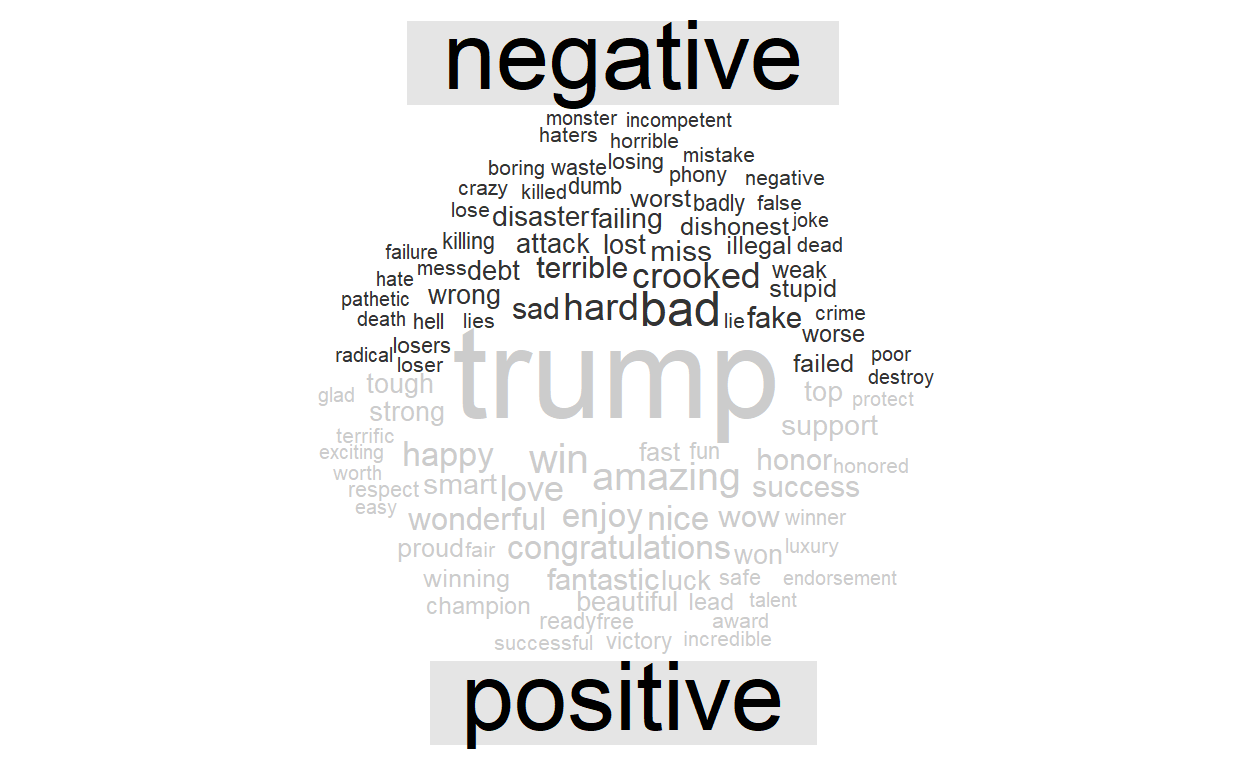 negative
monster incompetent
haters horrible
boring waste losing mistake
crazy killed dumb phony negative
lose worst badly false
disaster failing dishonest joke
failure killing attack lost miss illegal dead
hate mess debt terrible crooked weak
pathetic wrong sad hard bad stupid
death hell lies lie fake crime
radical losers trump worse
loser failed poor
destroy
glad tough top protect
strong support
terrific
exciting happy win fast fun honor honored
worth respect smart love amazing success
easy wonderful enjoy nice wow winner
proud fair congratulations won luxury
winning fantastic luck safe endorsement
champion beautiful lead talent
ready free award
successful victory incredible
positive